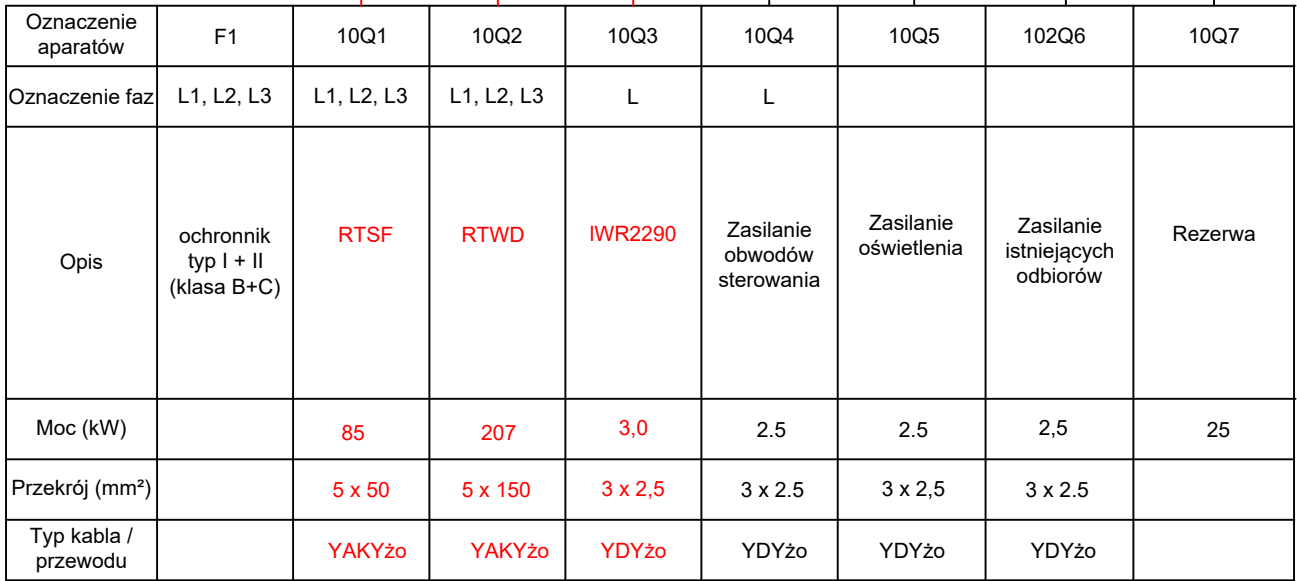 Oznaczenie
aparatów
F1
10Q1
10Q2
10Q3
10Q4
10Q5
102Q6
10Q7
Oznaczenie faz
L1, L2, L3
L1, L2, L3
L1, L2, L3
L
L
Opis
ochronnik
typ I + II
(klasa B+C)
RTSF
RTWD
IWR2290
Zasilanie
obwodów
sterowania
Zasilanie
oświetlenia
Zasilanie
istniejących
odbiorów
Rezerwa
Moc (kW)
85
207
3,0
2.5
2.5
2,5
25
Przekrój (mm²)
5 x 50
5 x 150
3 x 2,5
3 x 2.5
3 x 2,5
3 x 2.5
Typ kabla /
przewodu
YAKYżo
YAKYżo
YDYżo
YDYżo
YDYżo
YDYżo